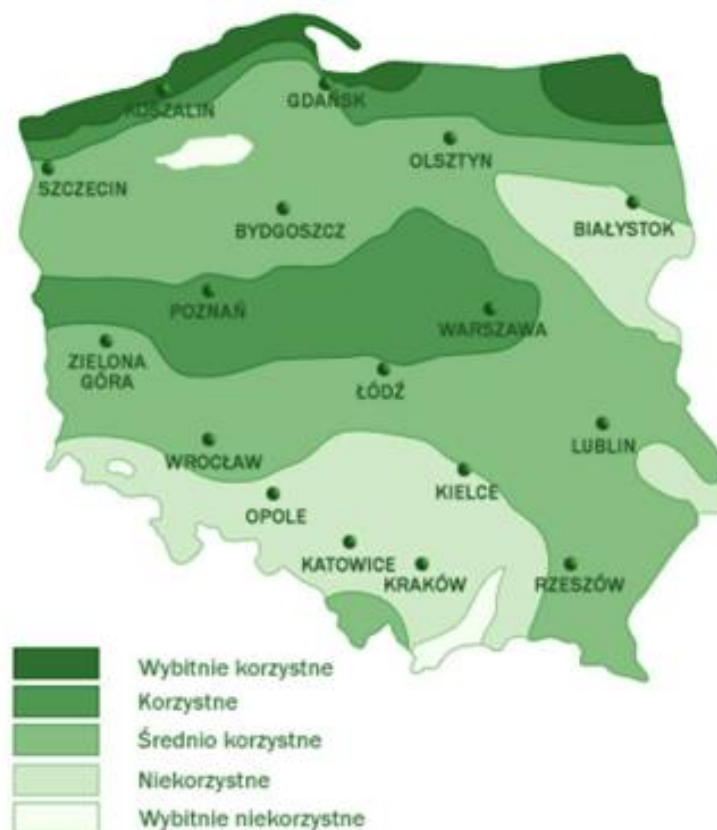 KOSZALIN
GDAŃSK
OLSZTYN
SZCZECIN
BIAŁYSTOK
BYDGOSZCZ
POZNAŃ
WARSZAWA
ZIELONA
GÓRA
ŁÓDŹ
LUBLIN
WROCŁAW
KIELCE
OPOLE
KATOWICE
KRAKÓW
RZESZÓW
Wybitnie korzystne
Korzystne
Średnio korzystne
Niekorzystne
Wybitnie niekorzystne